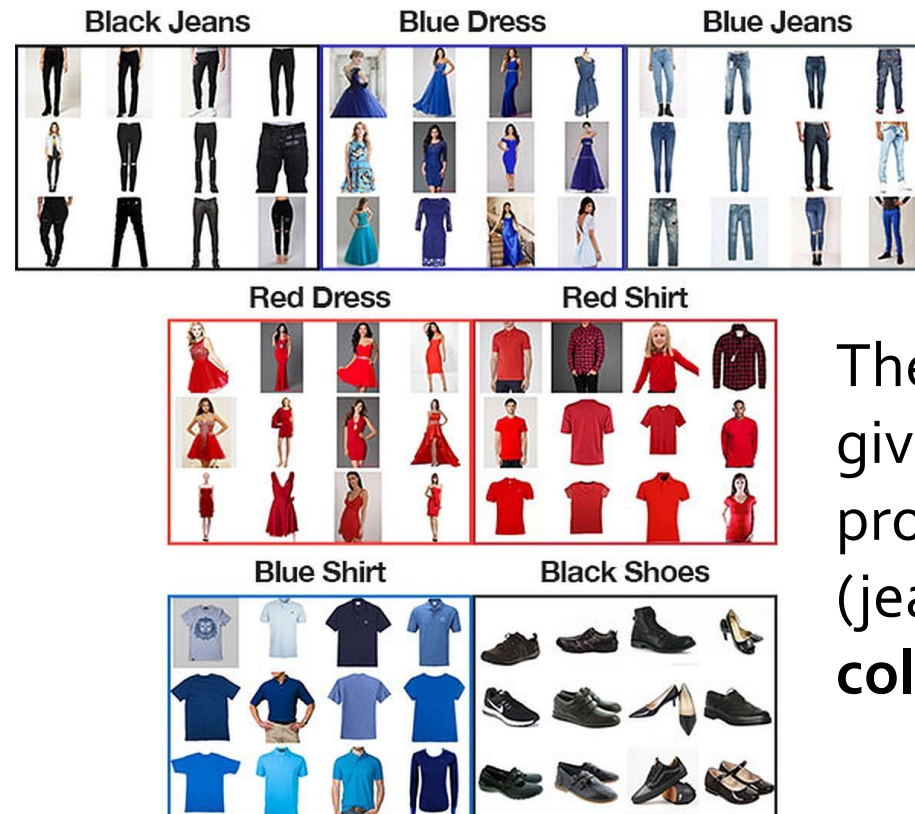 Black Jeans
Blue Dress
Blue Jeans
Red Dress
Red Shirt
The
giv
pro
(jea
col
Blue Shirt
Black Shoes